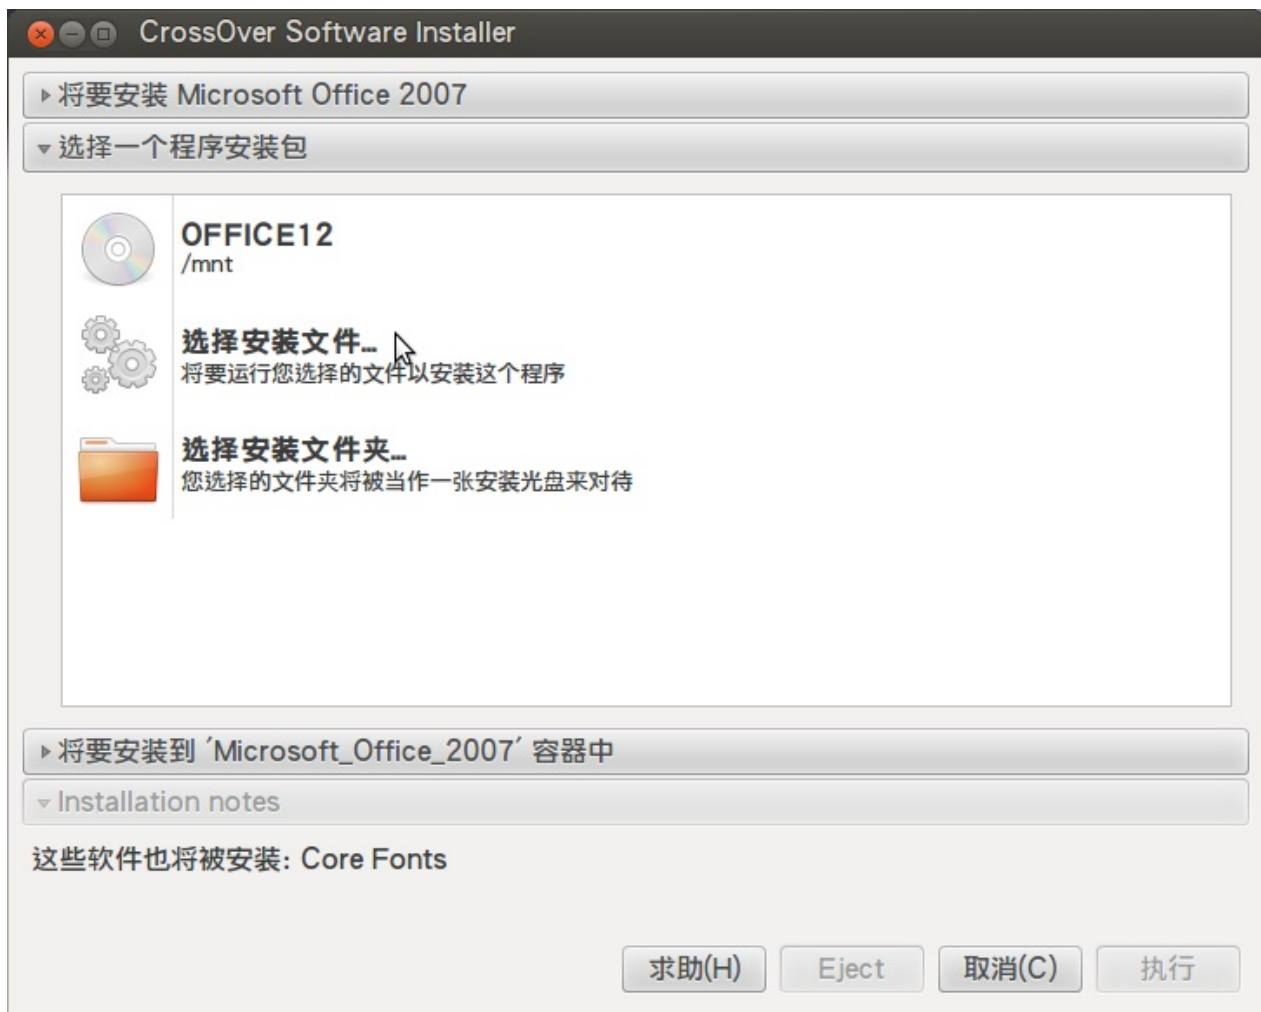 CrossOver Software Installer
将要安装 Microsoft Office 2007
选择一个程序安装包
OFFICE12
/mnt
选择安装文件...
将要运行您选择的文件以安装这个程序
选择安装文件夹...
您选择的文件夹将被当作一张安装光盘来对待
将要安装到 ‘Microsoft_Office_2007’ 容器中
Installation notes
这些软件也将被安装: Core Fonts
求助(H) Eject 取消(C) 执行